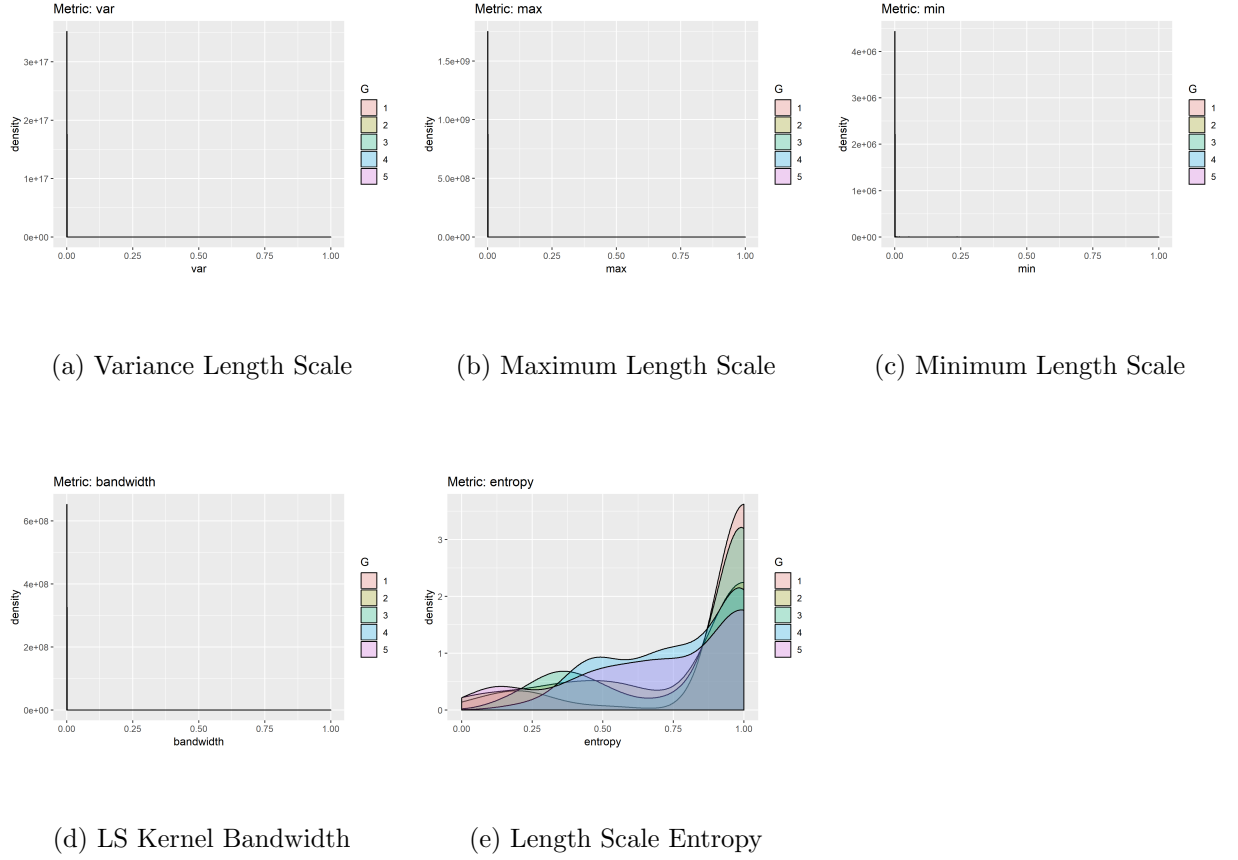 Metric: var
3e+17
2e+17
1e+17
0e+00
density
0.00 0.25 0.50 0.75 1.00
var
G
1
2
3
4
5
Metric: max
1.5e+09
1.0e+09
5.0e+08
0.0e+00
density
0.00 0.25 0.50 0.75 1.00
max
G
1
2
3
4
5
Metric: min
4e+06
3e+06
2e+06
1e+06
0e+00
density
0.00 0.25 0.50 0.75 1.00
min
G
1
2
3
4
5
(a) Variance Length Scale
(b) Maximum Length Scale
(c) Minimum Length Scale
Metric: bandwidth
6e+08
4e+08
2e+08
0e+00
density
0.00 0.25 0.50 0.75 1.00
bandwidth
G
1
2
3
4
5
Metric: entropy
3
2
1
0
density
0.00 0.25 0.50 0.75 1.00
entropy
G
1
2
3
4
5
(d) LS Kernel Bandwidth
(e) Length Scale Entropy